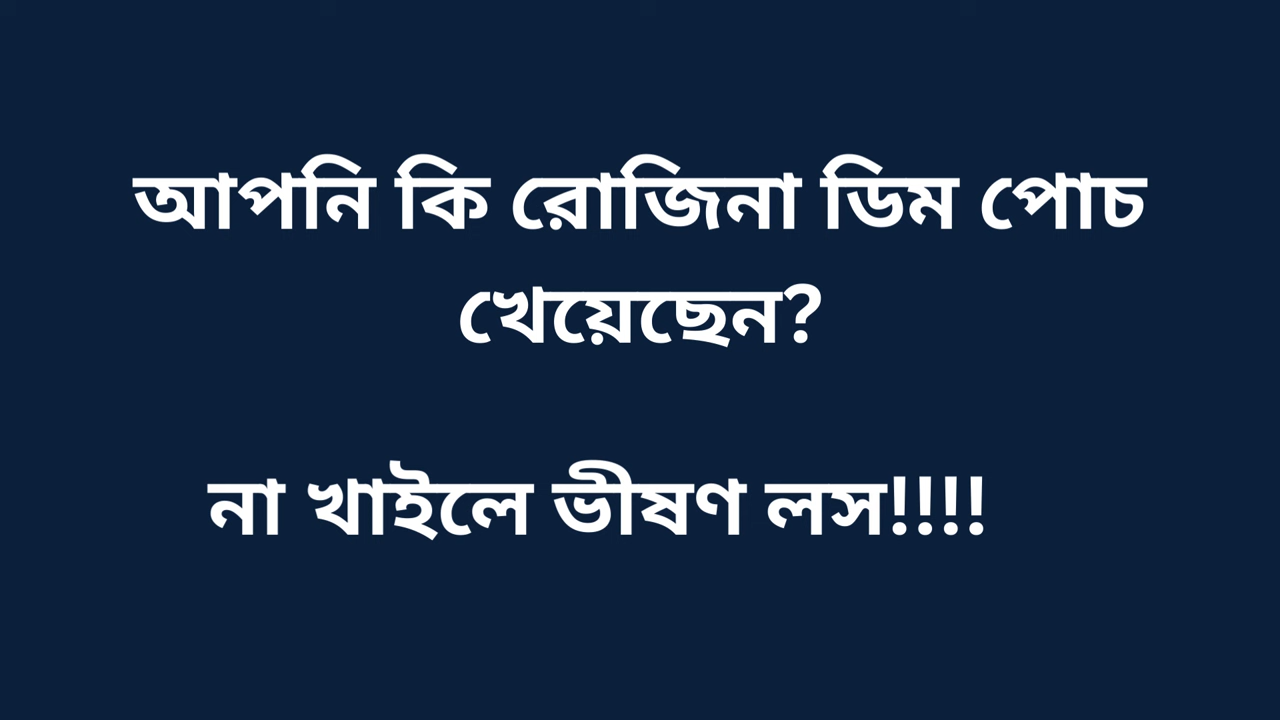 আপনি কি রোজিনা ডিম পোচ
খেয়েছেন?
না খাইলে ভীষণ লস!!!!